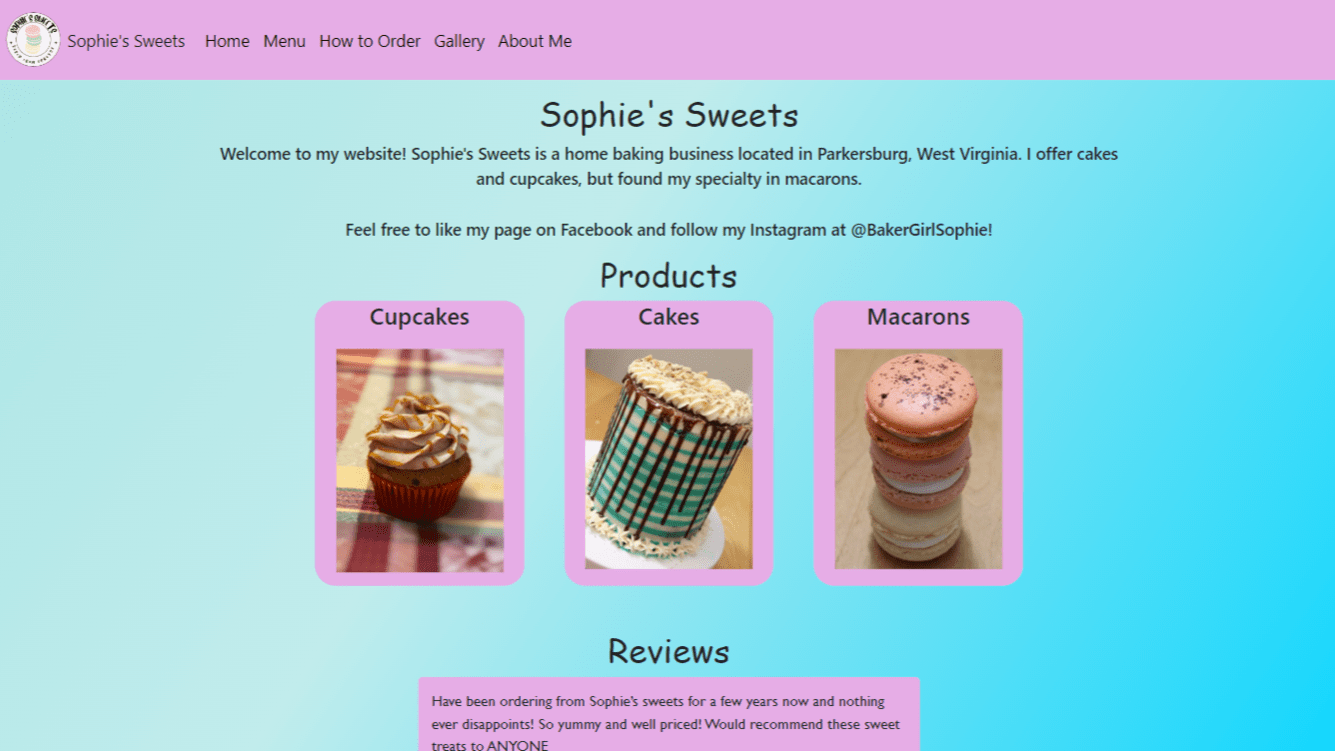 SOPHIE'S SWEETS
Sophie's Sweets Home Menu How to Order Gallery About Me
Sophie's Sweets
Welcome to my website! Sophie's Sweets is a home baking business located in Parkersburg, West Virginia. I offer cakes
and cupcakes, but found my specialty in macarons.
Feel free to like my page on Facebook and follow my Instagram at @BakerGirlSophie!
Products
Cupcakes Cakes Macarons
Reviews
Have been ordering from Sophie's sweets for a few years now and nothing
ever disappoints! So yummy and well priced! Would recommend these sweet
treats to ANYONE